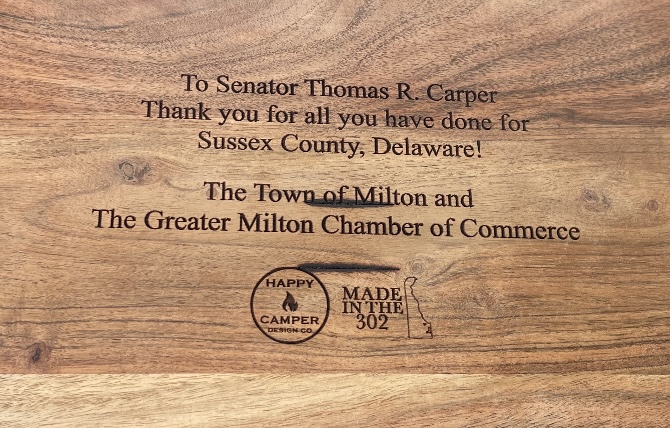 To Senator Thomas R. Carper
Thank you for all you have done for
Sussex County, Delaware!
The Town of Milton and
The Greater Milton Chamber of Commerce
HAPPY
CAMPER
DESIGN CO
MADE
IN THE
302